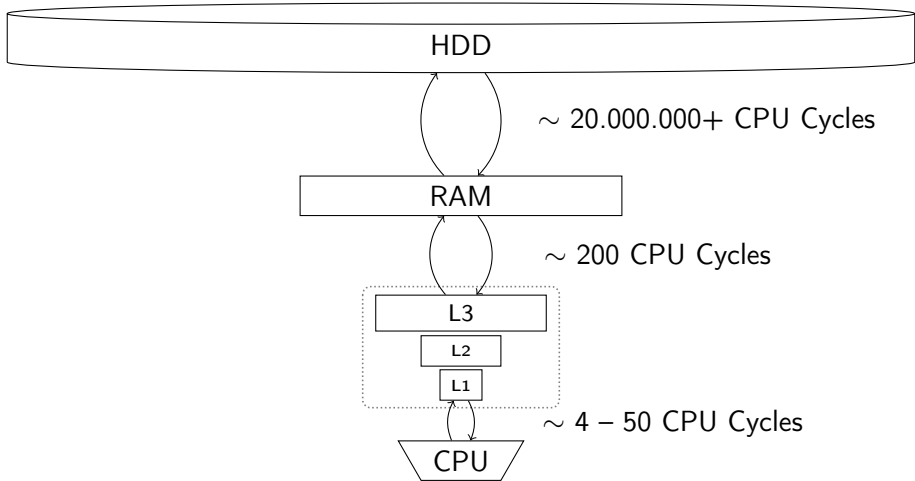 HDD
∼ 20.000.000+ CPU Cycles
RAM
∼ 200 CPU Cycles
L3
L2
L1
∼ 4 – 50 CPU Cycles
CPU